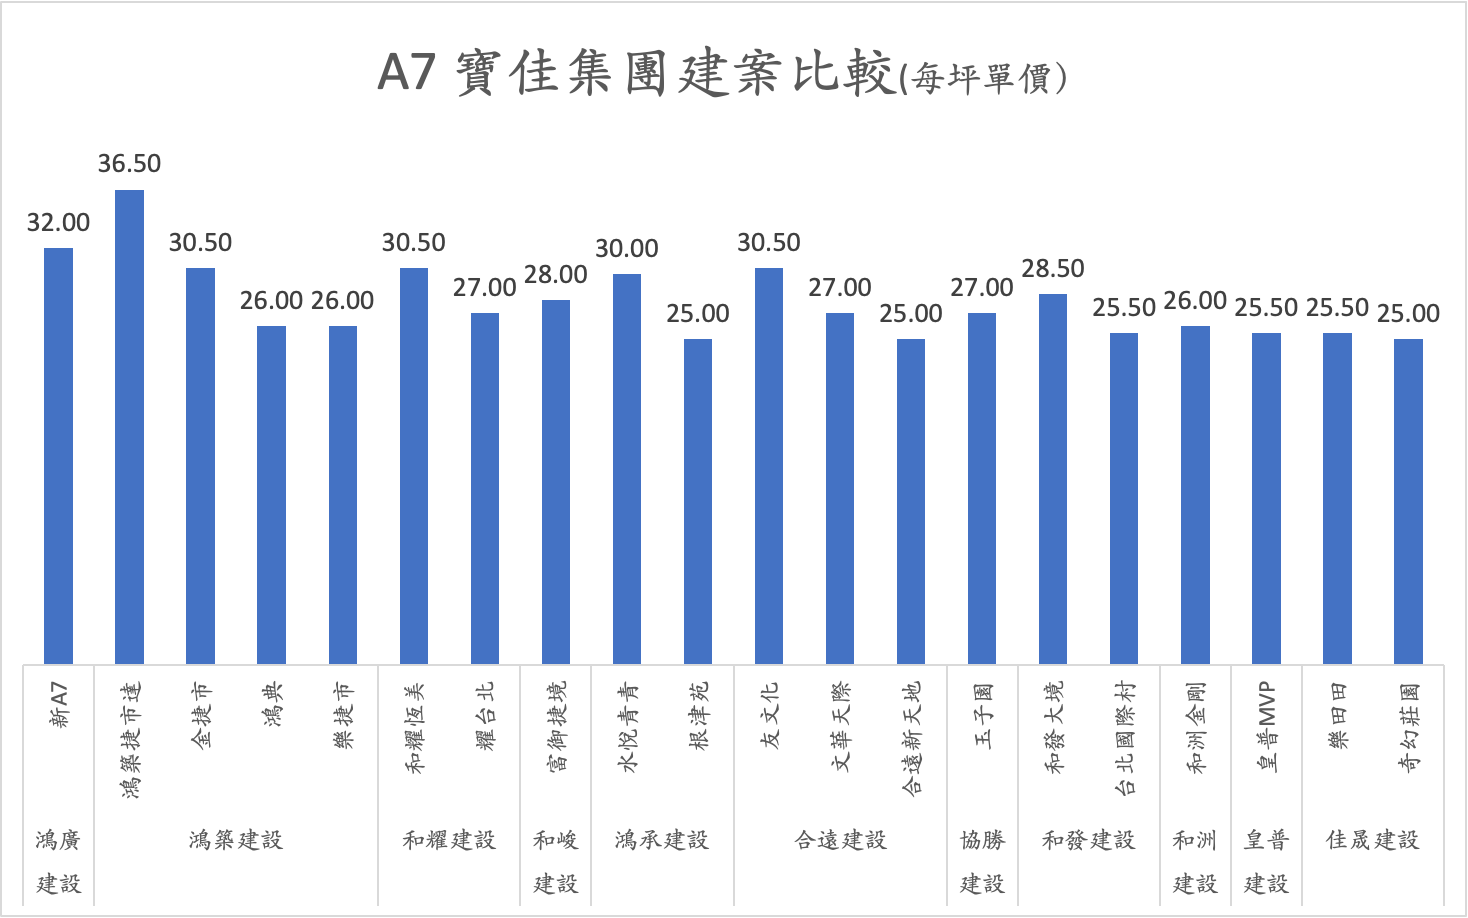 A7 寶佳集團建案比較(每坪單價)
36.50
32.00
30.50
26.00
26.00
30.50
27.00
28.00
30.00
25.00
30.50
27.00
25.00
27.00
28.50
25.50
26.00
25.50
25.50
25.00
新A7
鴻築捷市達
金捷市
鴻典
樂捷市
和耀恆美
耀台北
富御捷境
水悅青青
根津苑
友文化
文華天際
合遠新天地
玉子園
和發大境
台北國際村
和洲金剛
皇普MVP
樂田田
奇幻莊園
鴻廣
建設
鴻築建設
和耀建設
和峻
建設
鴻承建設
合遠建設
協勝
建設
和發建設
和洲
建設
皇普
建設
佳晟建設